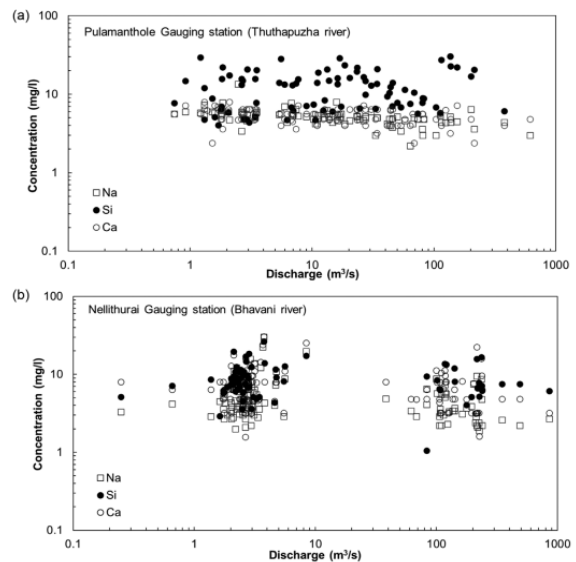 (a)
Pulamanthole Gauging station (Thuthapuzha river)
100
10
1
0.1
Concentration (mg/l)
□ Na
● Si
○ Ca
0.1 1 10 100 1000
Discharge (m³/s)
(b)
Nellithurai Gauging station (Bhavani river)
100
10
1
0.1
Concentration (mg/l)
□ Na
● Si
○ Ca
0.1 1 10 100 1000
Discharge (m³/s)